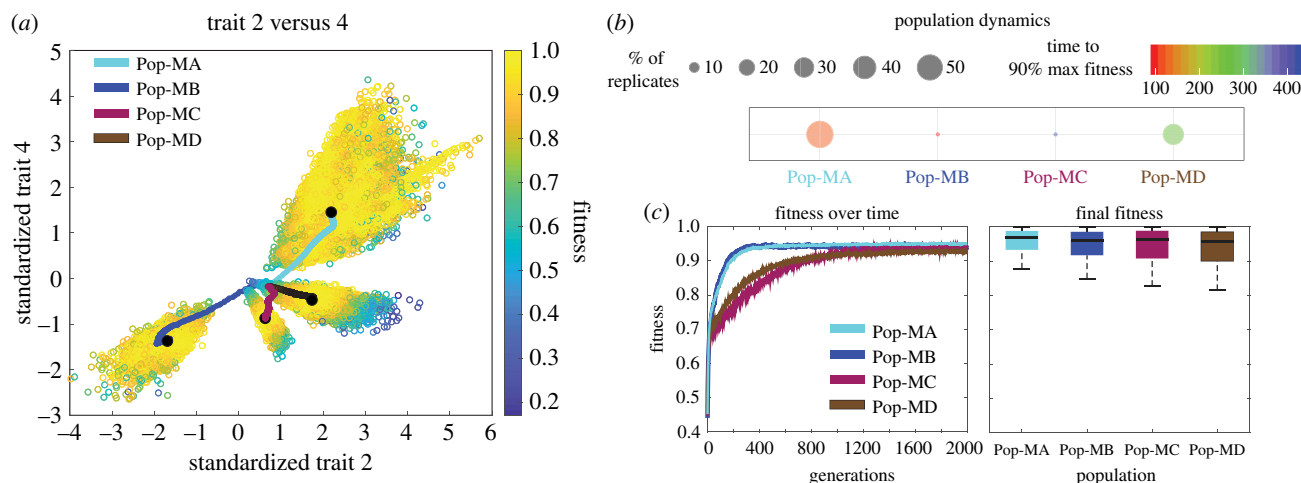 (a)
trait 2 versus 4
Pop-MA
Pop-MB
Pop-MC
Pop-MD
5
4
3
2
1
0
–1
–2
–3
standardized trait 4
–4 –3 –2 –1 0 1 2 3 4 5 6
standardized trait 2
1.0
0.9
0.8
0.7
0.6
0.5
0.4
0.3
0.2
fitness
(b)
population dynamics
% of
replicates
10 20 30 40 50
time to
90% max fitness
100 200 300 400
Pop-MA Pop-MB Pop-MC Pop-MD
(c)
fitness over time
1.0
0.9
0.8
0.7
0.6
0.5
0.4
fitness
Pop-MA
Pop-MB
Pop-MC
Pop-MD
0 400 800 1200 1600 2000
generations
final fitness
Pop-MA Pop-MB Pop-MC Pop-MD
population